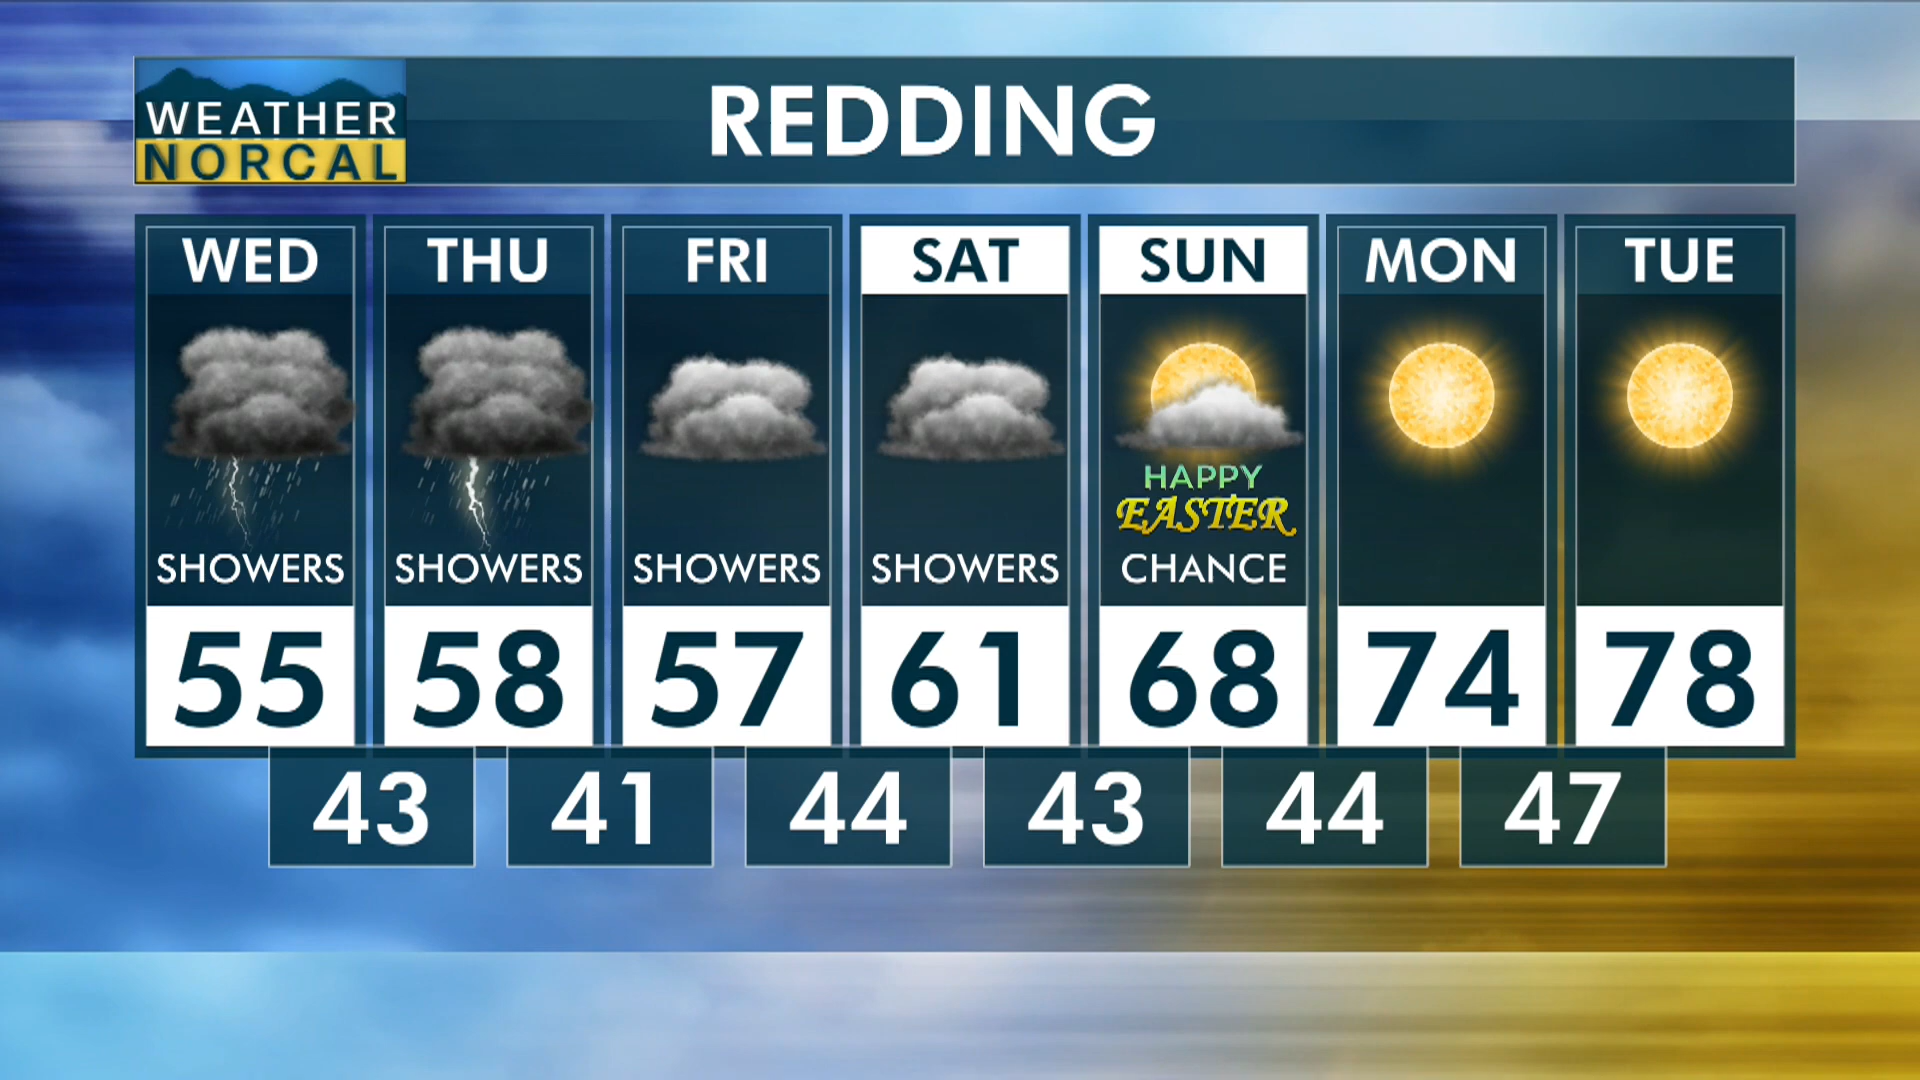 WEATHER
NORCAL
REDDING
WED THU FRI SAT SUN MON TUE
HAPPY
EASTER
SHOWERS SHOWERS SHOWERS SHOWERS CHANCE
55 58 57 61 68 74 78
43 41 44 43 44 47